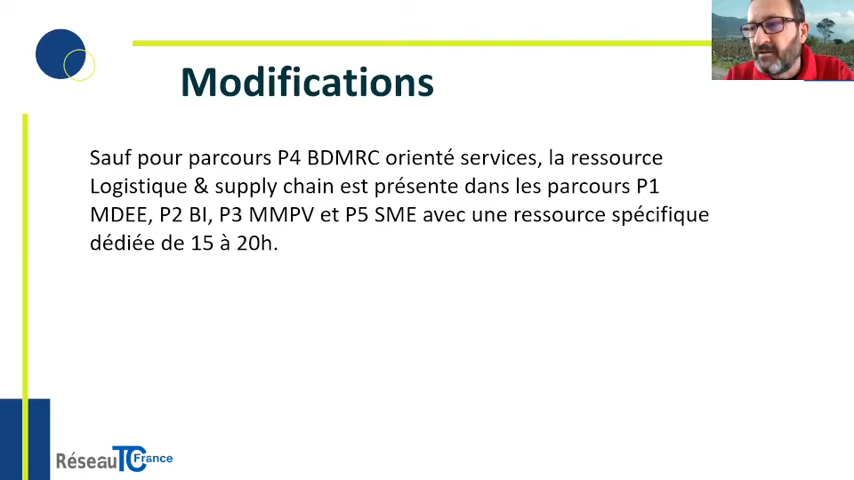 Modifications
Sauf pour parcours P4 BDMRC orienté services, la ressource
Logistique & supply chain est présente dans les parcours P1
MDEE, P2 BI, P3 MMPV et P5 SME avec une ressource spécifique
dédiée de 15 à 20h.
Réseau TC France